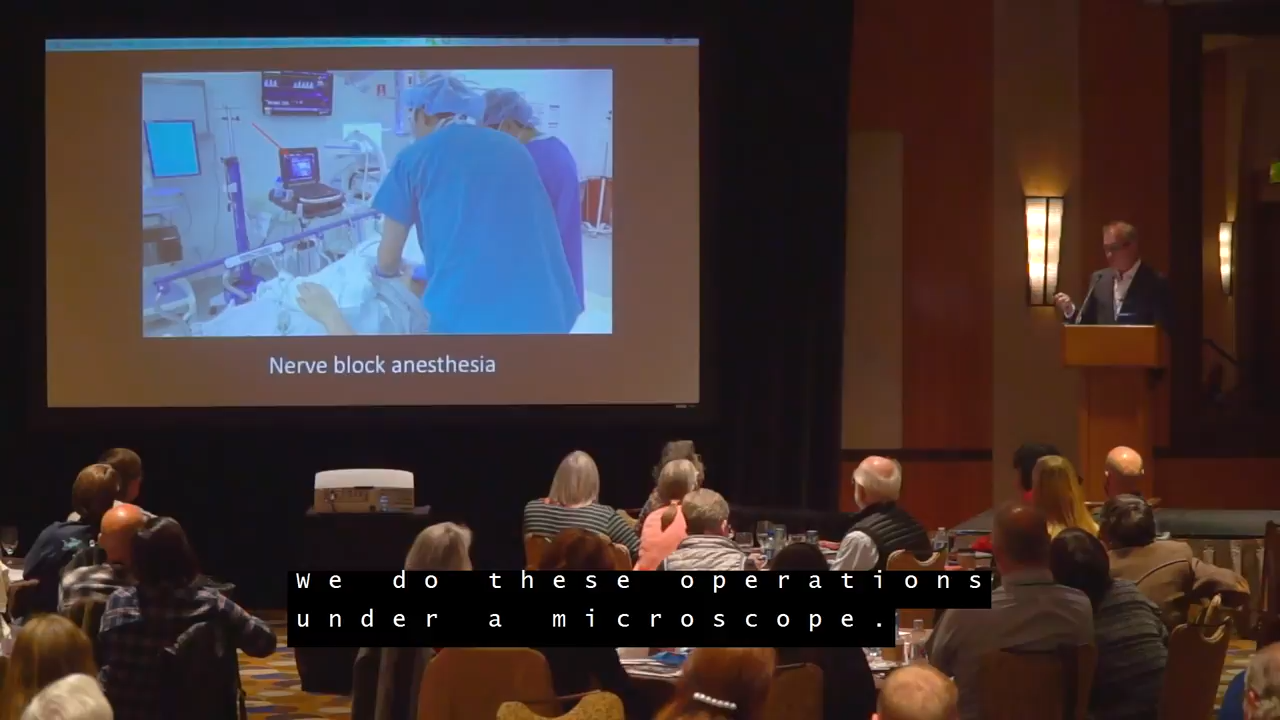 Nerve block anesthesia
We do these operations
under a microscope.